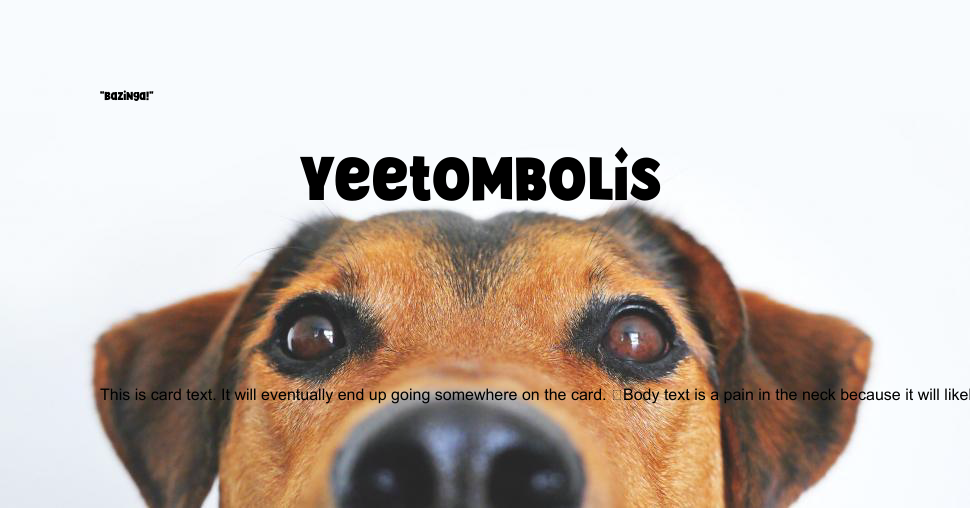 "Bazinga!"
YeetOMBOLis
This is card text. It will eventually end up going somewhere on the card. Body text is a pain in the neck because it will likel